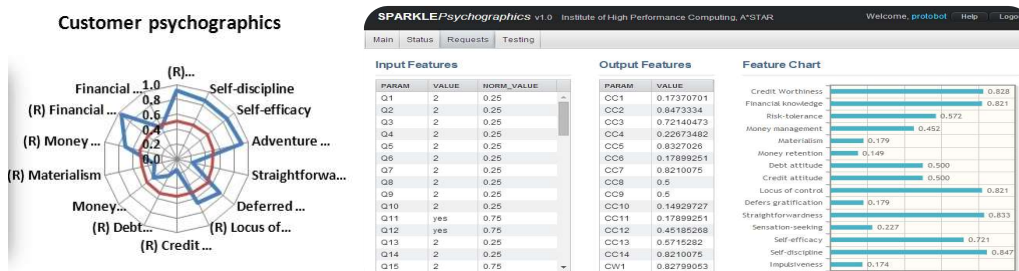 Customer psychographics
(R)...
Self-discipline
Self-efficacy
Adventure ...
Straightforwa...
Deferred ...
(R) Locus of...
(R) Credit ...
(R) Debt...
Money...
(R) Materialism
(R) Money ...
(R) Financial ...
Financial ...
1.0
0.8
0.6
0.4
0.2
0.0
SPARKLEPsychographics v1.0 Institute of High Performance Computing, A*STAR Welcome, protobot Help Logo
Main Status Requests Testing
Input Features
PARAM VALUE NORM_VALUE
Q1 2 0.25
Q2 2 0.25
Q3 2 0.25
Q4 2 0.25
Q5 2 0.25
Q6 2 0.25
Q7 2 0.25
Q8 2 0.25
Q9 2 0.25
Q10 2 0.25
Q11 yes 0.75
Q12 yes 0.75
Q13 2 0.25
Q14 2 0.25
Q15 2 0.75
Output Features
PARAM VALUE
CC1 0.17370701
CC2 0.8473334
CC3 0.72140473
CC4 0.22673482
CC5 0.8327026
CC6 0.17899251
CC7 0.8210075
CC8 0.5
CC9 0.5
CC10 0.14929727
CC11 0.17899251
CC12 0.45185268
CC13 0.5715282
CC14 0.8210075
CW1 0.82799053
Feature Chart
Credit Worthiness 0.828
Financial knowledge 0.821
Risk-tolerance 0.572
Money management 0.452
Materialism 0.179
Money retention 0.149
Debt attitude 0.500
Credit attitude 0.500
Locus of control 0.821
Defers gratification 0.179
Straightforwardness 0.833
Sensation-seeking 0.227
Self-efficacy 0.721
Self-discipline 0.847
Impulsiveness 0.174